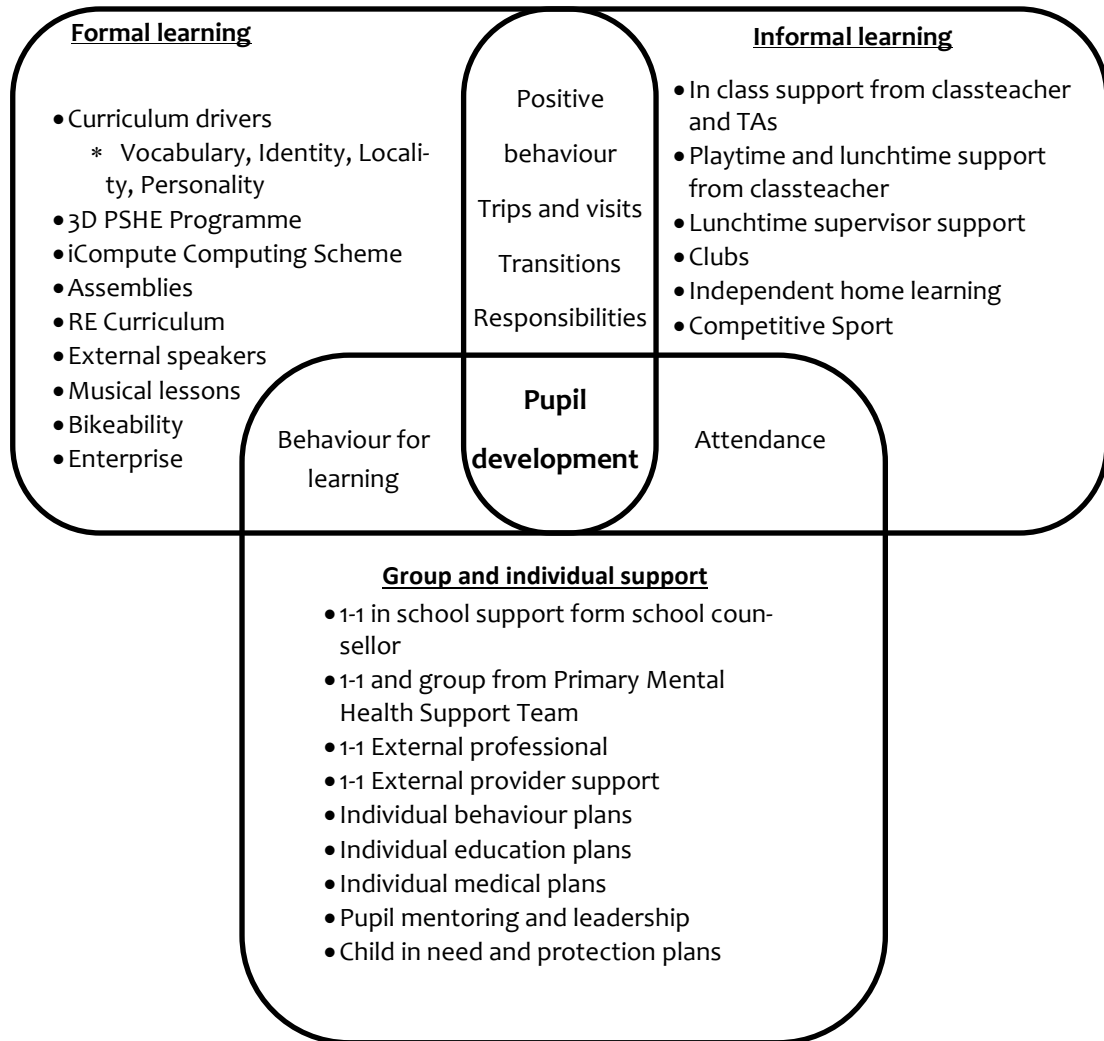 Formal learning
• Curriculum drivers
* Vocabulary, Identity, Locali-
ty, Personality
• 3D PSHE Programme
• iCompute Computing Scheme
• Assemblies
• RE Curriculum
• External speakers
• Musical lessons
• Bikeability
• Enterprise
Positive
behaviour
Trips and visits
Transitions
Responsibilities
Informal learning
• In class support from classteacher
and TAs
• Playtime and lunchtime support
from classteacher
• Lunchtime supervisor support
• Clubs
• Independent home learning
• Competitive Sport
Behaviour for
learning
Pupil
development
Attendance
Group and individual support
• 1-1 in school support form school coun-
sellor
• 1-1 and group from Primary Mental
Health Support Team
• 1-1 External professional
• 1-1 External provider support
• Individual behaviour plans
• Individual education plans
• Individual medical plans
• Pupil mentoring and leadership
• Child in need and protection plans